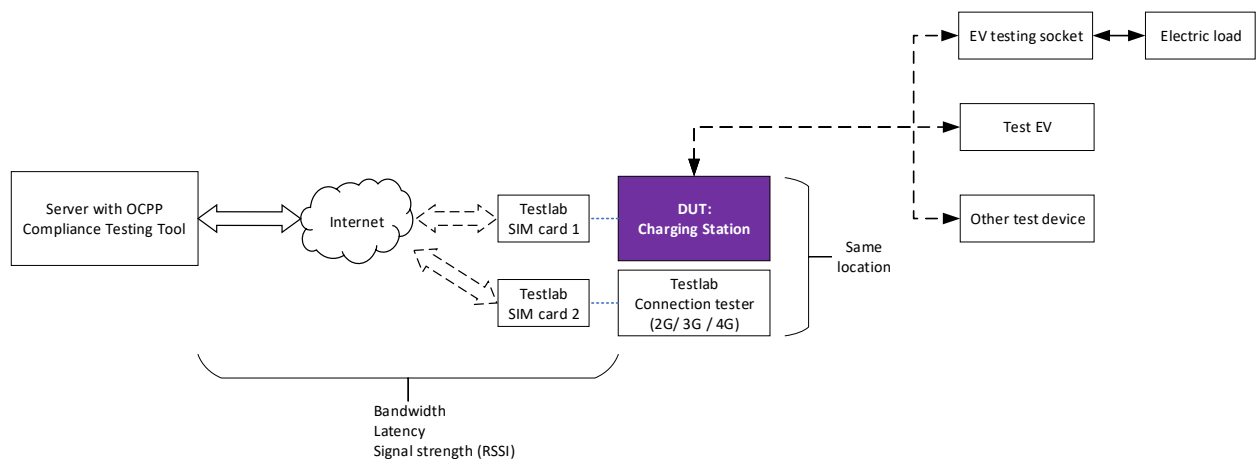 EV testing socket
Electric load
Test EV
Other test device
Server with OCPP
Compliance Testing Tool
Internet
Testlab
SIM card 1
DUT:
Charging Station
Same
location
Testlab
SIM card 2
Testlab
Connection tester
(2G/ 3G / 4G)
Bandwidth
Latency
Signal strength (RSSI)